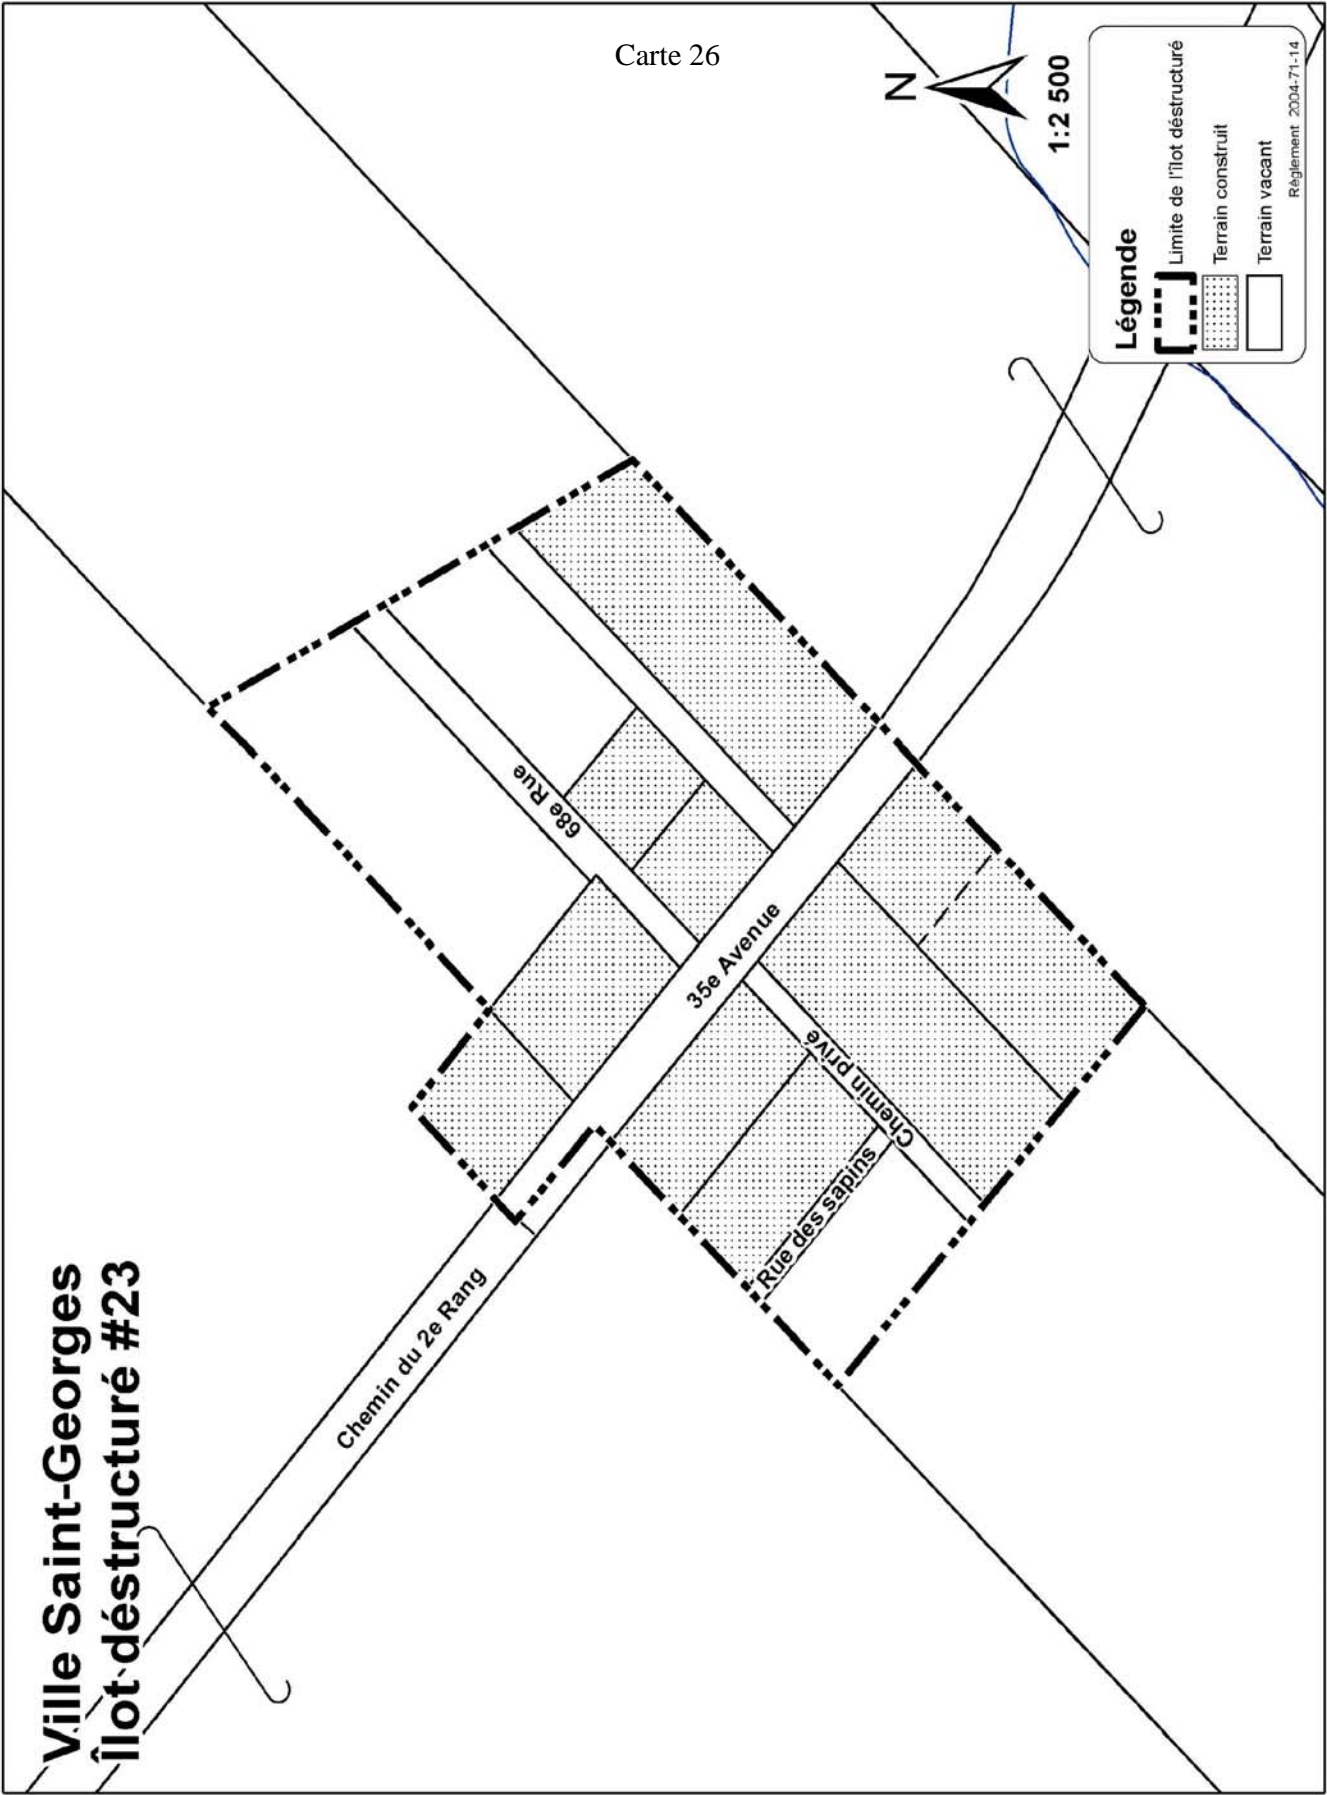 Carte 26
Ville Saint-Georges
Îlot déstructuré #23
N
1:2 500
68e Rue
35e Avenue
Chemin du 2e Rang
Chemin privé
Rue des sapins
Légende
Limite de l'îlot déstructuré
Terrain construit
Terrain vacant
Règlement 2004-71-14